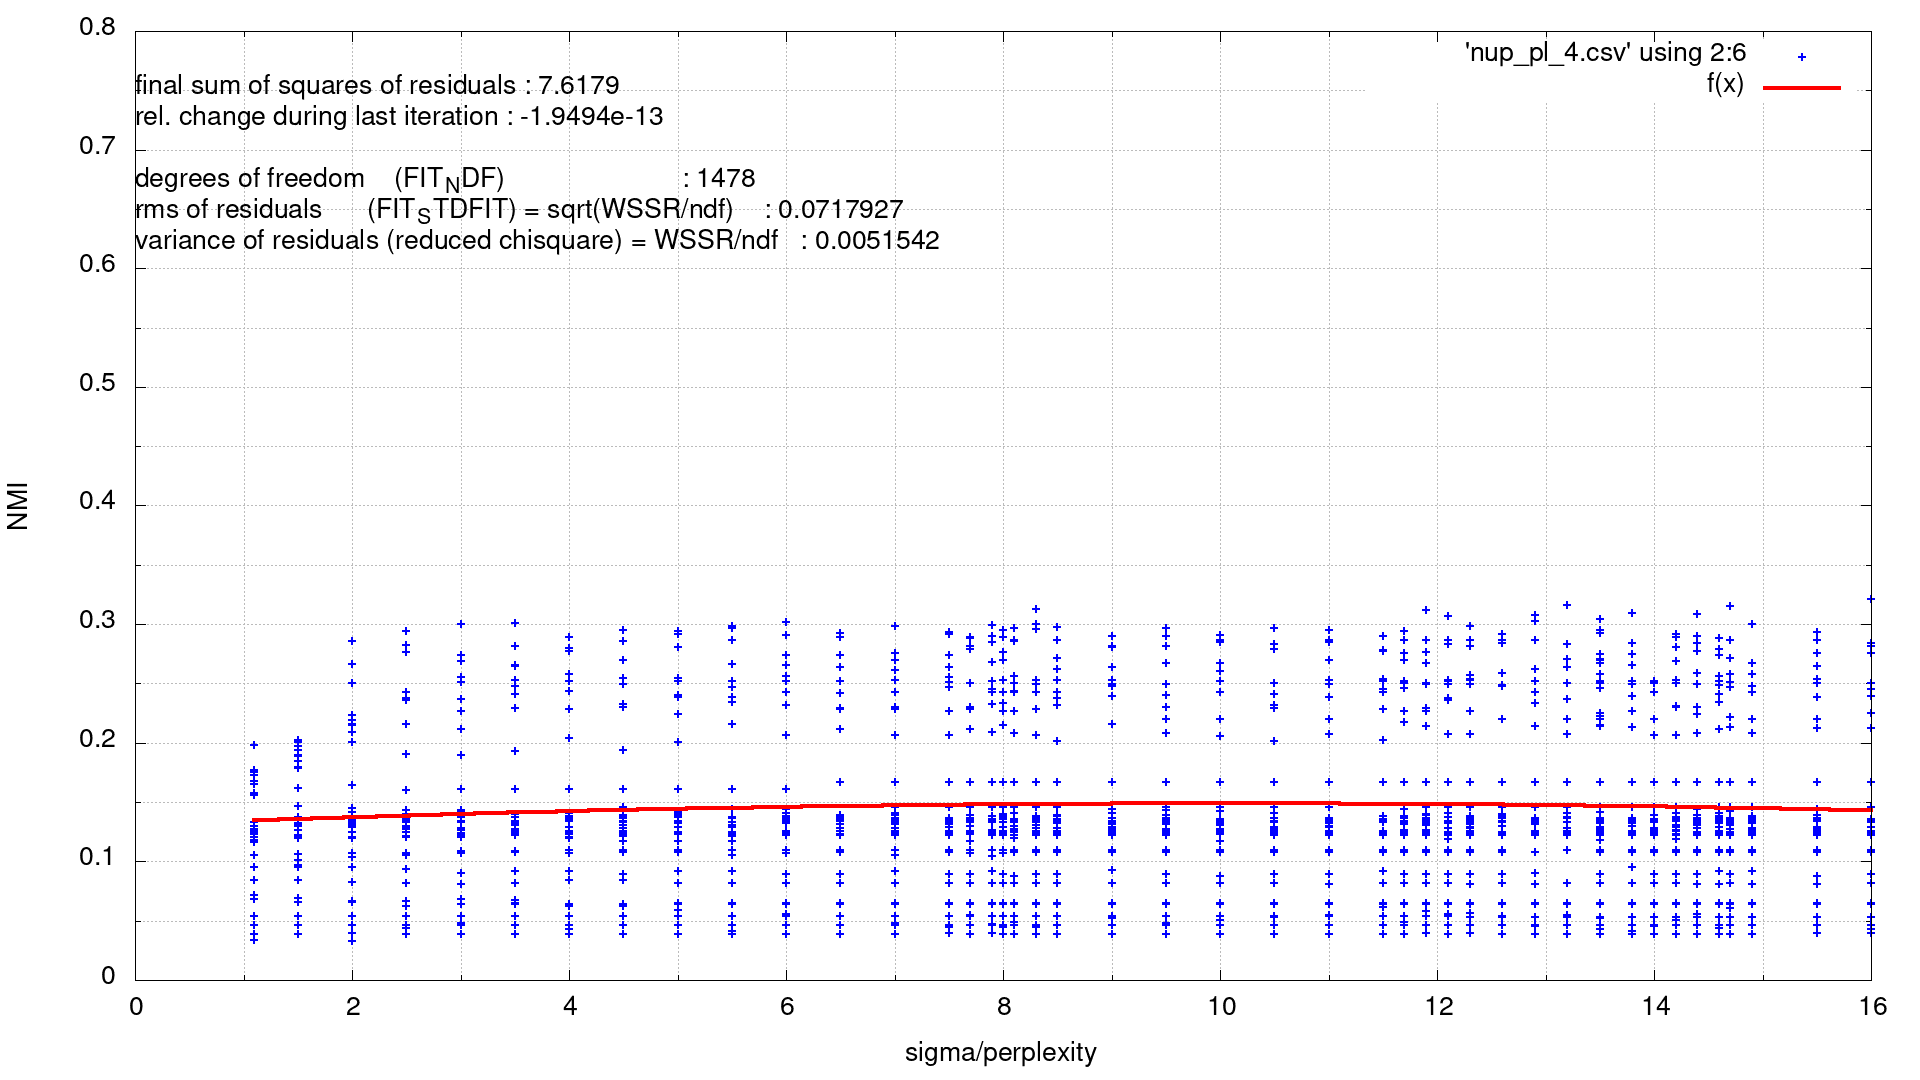 0.8
'nup_pl_4.csv' using 2:6
f(x)
final sum of squares of residuals : 7.6179
rel. change during last iteration : -1.9494e-13
0.7
degrees of freedom (FIT_NDF) : 1478
rms of residuals (FIT_STDFIT) = sqrt(WSSR/ndf) : 0.0717927
variance of residuals (reduced chisquare) = WSSR/ndf : 0.0051542
0.6
0.5
0.4
NMI
0.3
0.2
0.1
0
0 2 4 6 8 10 12 14 16
sigma/perplexity